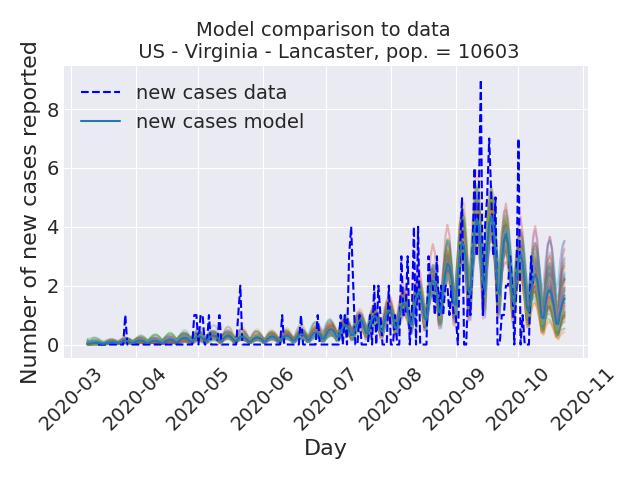 Model comparison to data
US - Virginia - Lancaster, pop. = 10603
Number of new cases reported
new cases data
new cases model
8
6
4
2
0
2020-03
2020-04
2020-05
2020-06
2020-07
2020-08
2020-09
2020-10
2020-11
Day